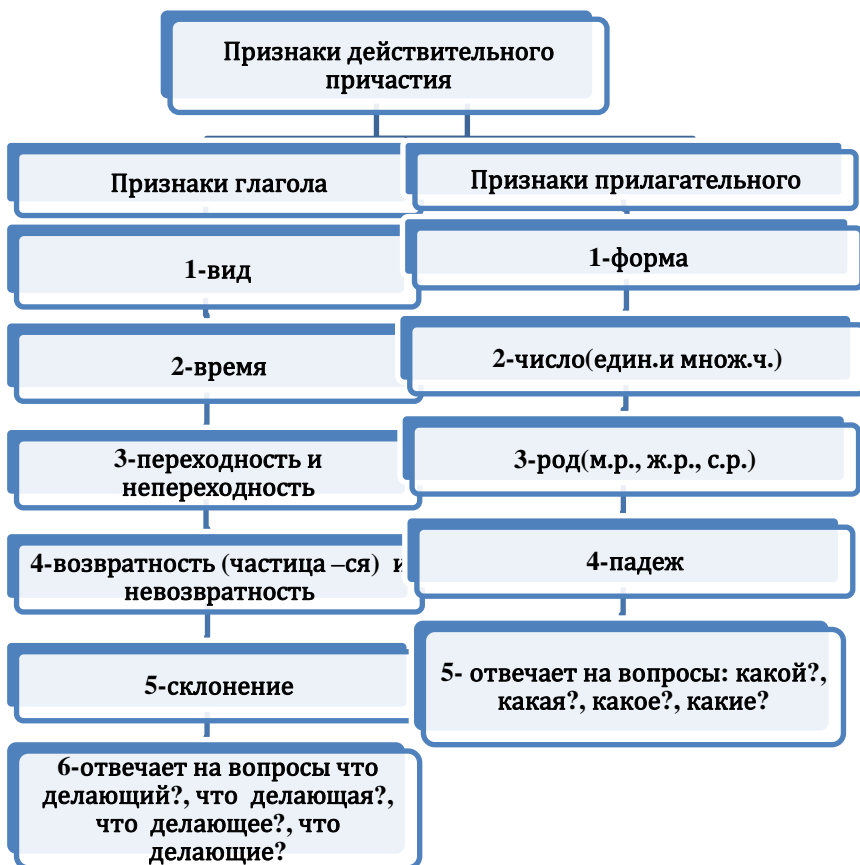 Признаки действительного
причастия
Признаки глагола
1-вид
2-время
3-переходность и
непереходность
4-возвратность (частица –ся) и
невозвратность
5-склонение
6-отвечает на вопросы что
делающий?, что делающая?,
что делающее?, что
делающие?
Признаки прилагательного
1-форма
2-число(един.и множ.ч.)
3-род(м.р., ж.р., с.р.)
4-падеж
5- отвечает на вопросы: какой?,
какая?, какое?, какие?